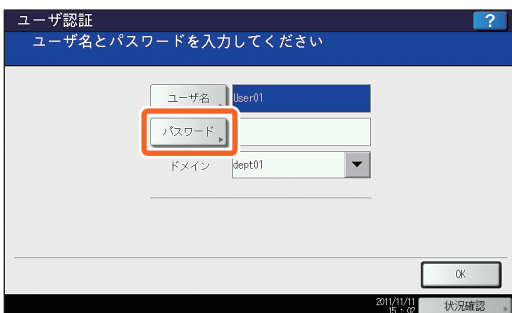 ユーザ認証
?
ユーザ名とパスワードを入力してください
ユーザ名
User01
パスワード
ドメイン
dept01
OK
2011/11/11
15:02
状況確認